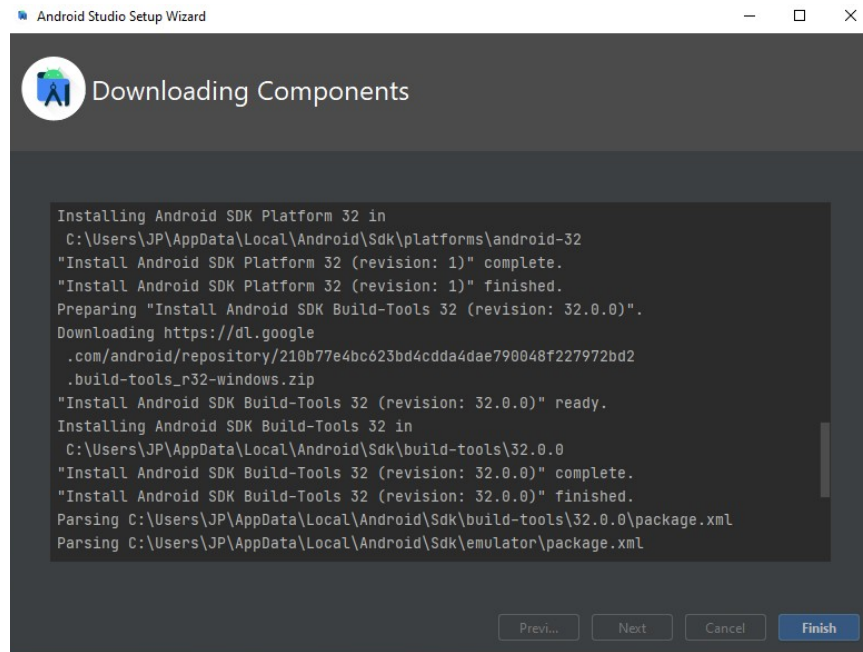 Android Studio Setup Wizard
Downloading Components
Installing Android SDK Platform 32 in
C:\Users\JP\AppData\Local\Android\Sdk\platforms\android-32
"Install Android SDK Platform 32 (revision: 1)" complete.
"Install Android SDK Platform 32 (revision: 1)" finished.
Preparing "Install Android SDK Build-Tools 32 (revision: 32.0.0)".
Downloading https://dl.google
.com/android/repository/210b77e4bc623bd4cdda4dae790048f227972bd2
.build-tools_r32-windows.zip
"Install Android SDK Build-Tools 32 (revision: 32.0.0)" ready.
Installing Android SDK Build-Tools 32 in
C:\Users\JP\AppData\Local\Android\Sdk\build-tools\32.0.0
"Install Android SDK Build-Tools 32 (revision: 32.0.0)" complete.
"Install Android SDK Build-Tools 32 (revision: 32.0.0)" finished.
Parsing C:\Users\JP\AppData\Local\Android\Sdk\build-tools\32.0.0\package.xml
Parsing C:\Users\JP\AppData\Local\Android\Sdk\emulator\package.xml
Previ... Next Cancel Finish